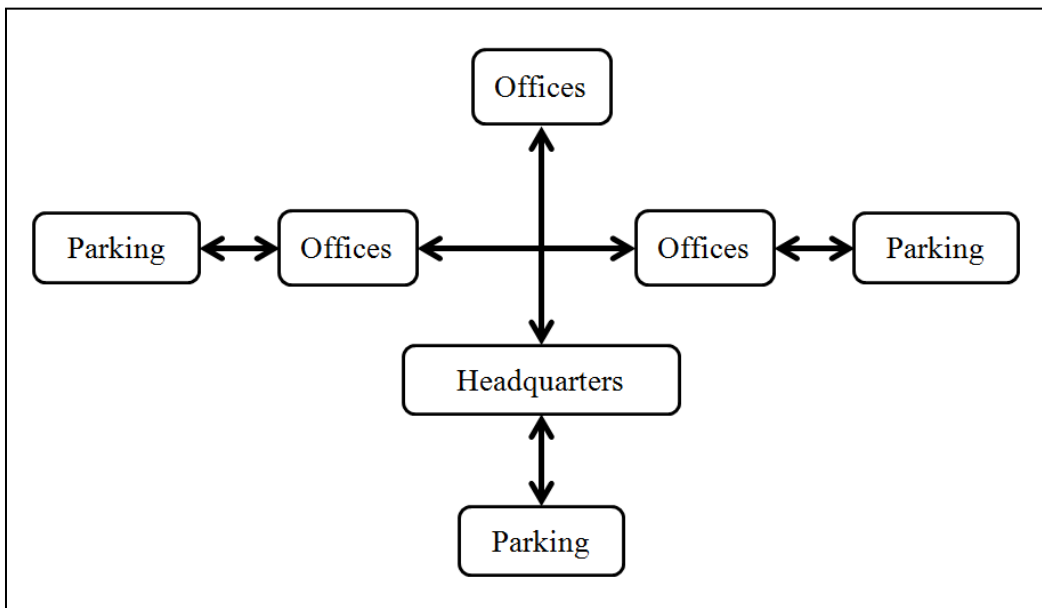 Offices
Parking
Offices
Offices
Parking
Headquarters
Parking